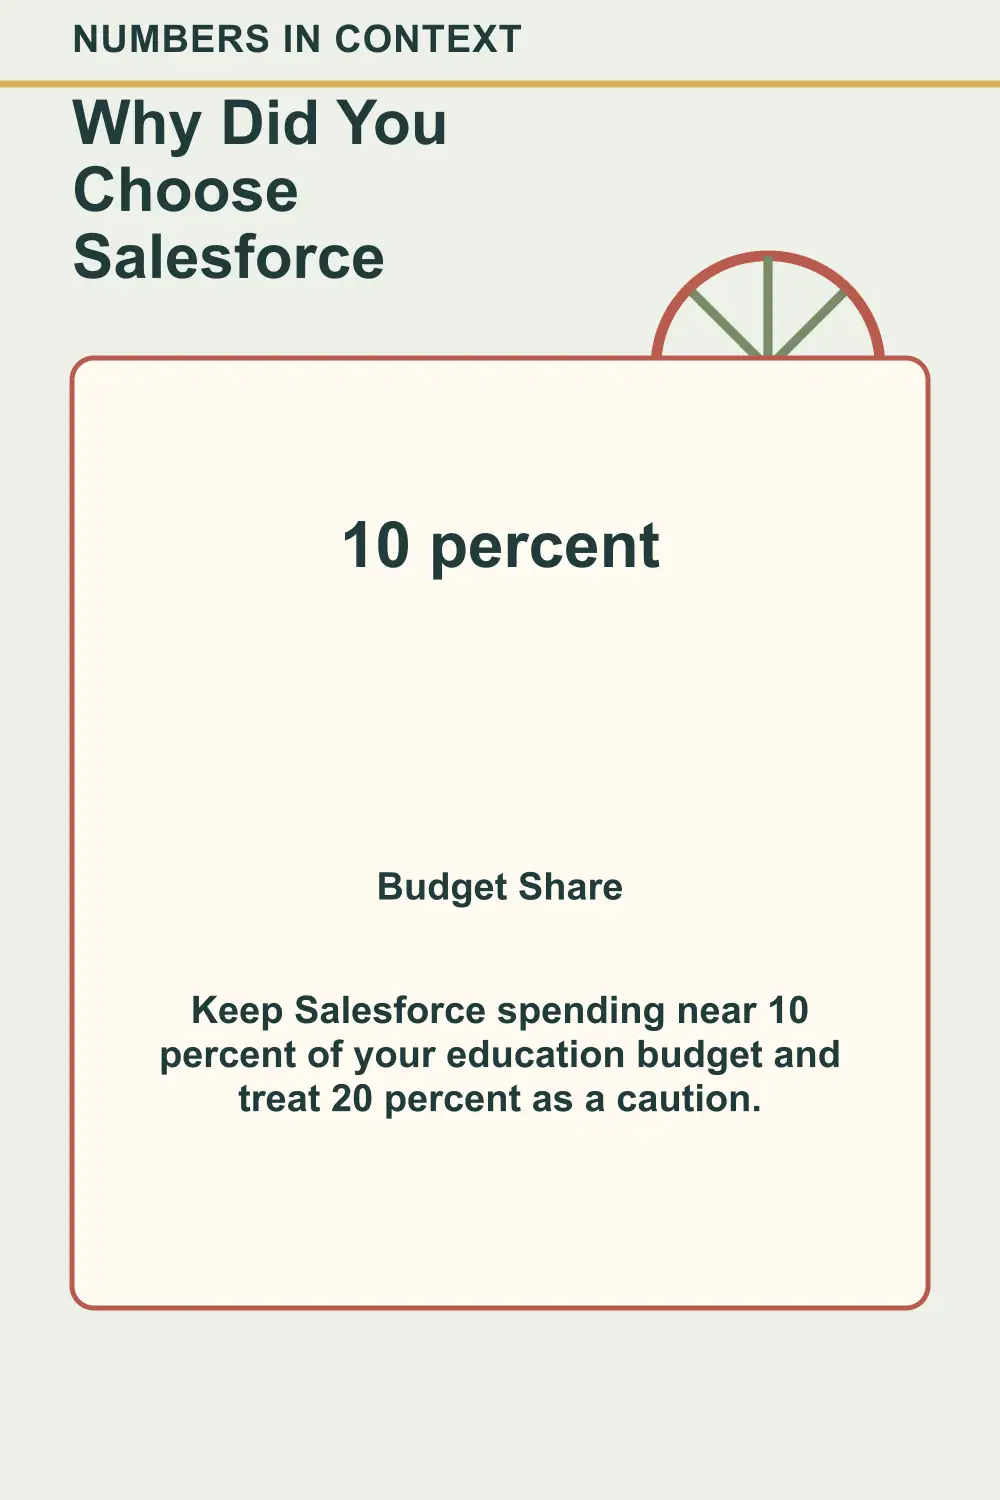 NUMBERS IN CONTEXT
Why Did You
Choose
Salesforce
10 percent
Budget Share
Keep Salesforce spending near 10
percent of your education budget and
treat 20 percent as a caution.